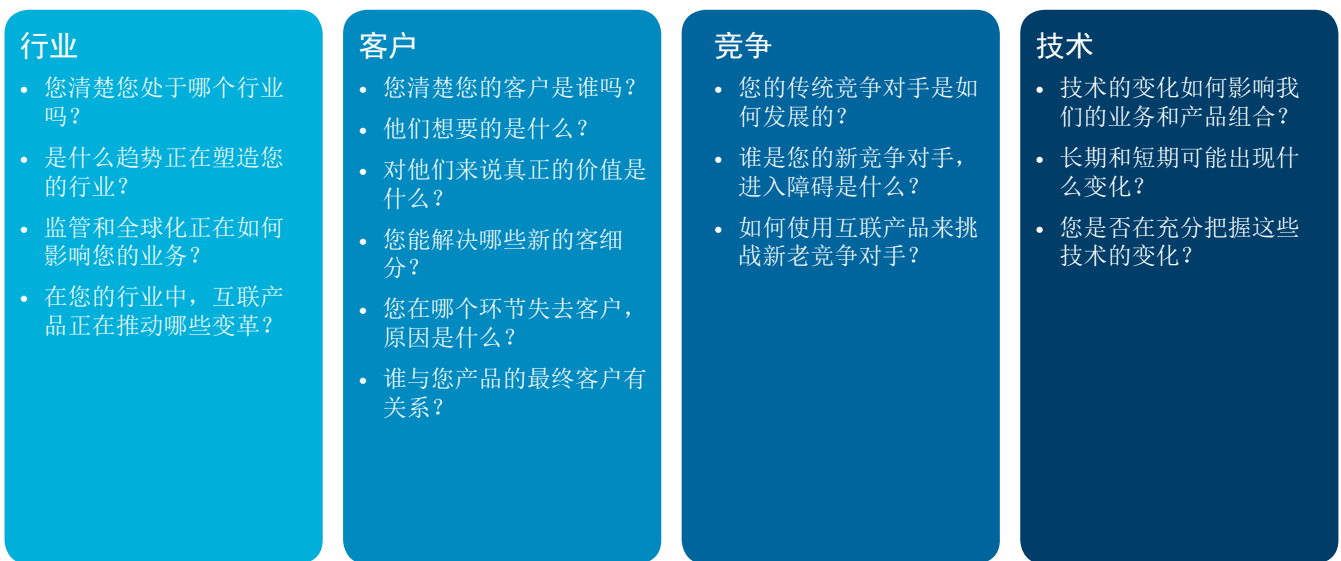 行业
• 您清楚您处于哪个行业
吗？
• 是什么趋势正在塑造您
的行业？
• 监管和全球化正在如何
影响您的业务？
• 在您的行业中，互联产
品正在推动哪些变革？
客户
• 您清楚您的客户是谁吗？
• 他们想要的是什么？
• 对他们来说真正的价值是
什么？
• 您能解决哪些新的客细
分？
• 您在哪个环节失去客户，
原因是什么？
• 谁与您产品的最终客户有
关系？
竞争
• 您的传统竞争对手是如
何发展的？
• 谁是您的新竞争对手，
进入障碍是什么？
• 如何使用互联产品来挑
战新老竞争对手？
技术
• 技术的变化如何影响我
们的业务和产品组合？
• 长期和短期可能出现什
么变化？
• 您是否在充分把握这些
技术的变化？